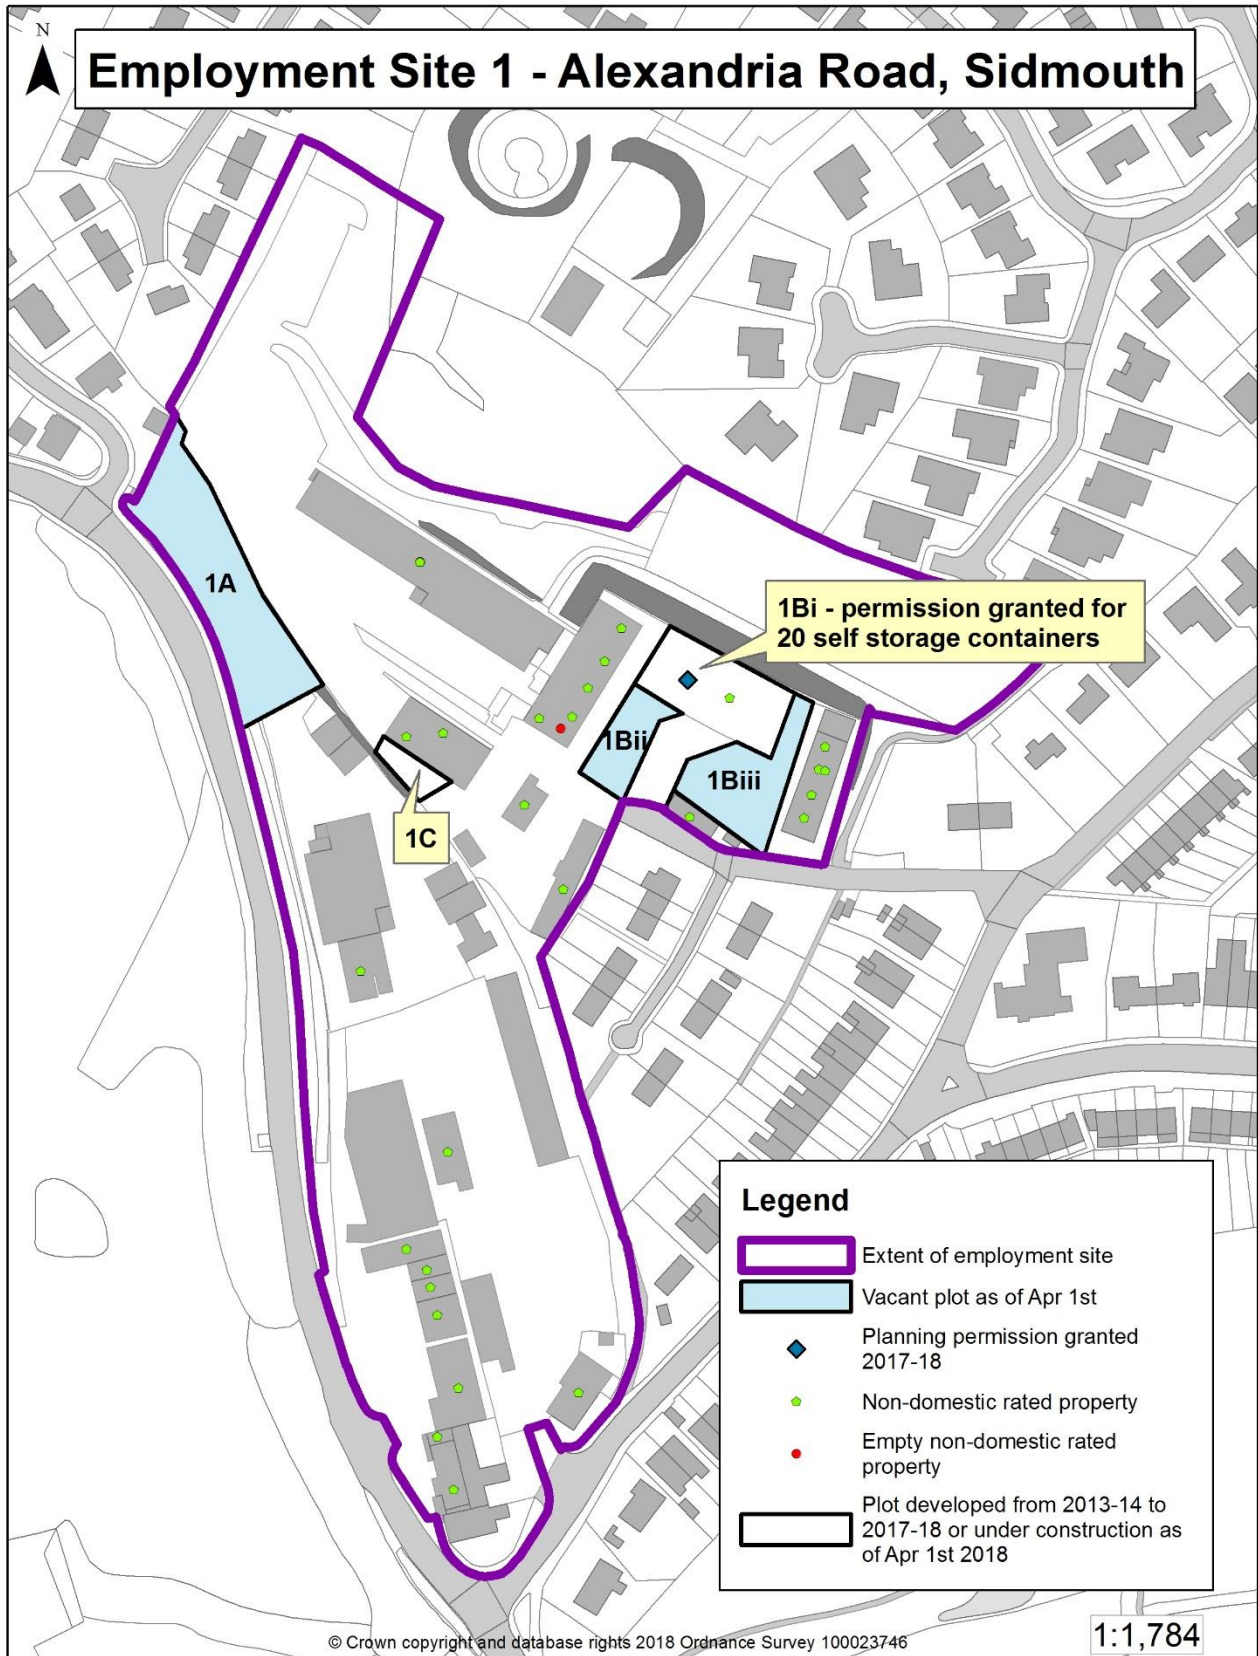 N
Employment Site 1 - Alexandria Road, Sidmouth
1A
1Bi - permission granted for
20 self storage containers
1Bii
1Biii
1C
Legend
Extent of employment site
Vacant plot as of Apr 1st
Planning permission granted
2017-18
Non-domestic rated property
Empty non-domestic rated
property
Plot developed from 2013-14 to
2017-18 or under construction as
of Apr 1st 2018
© Crown copyright and database rights 2018 Ordnance Survey 100023746
1:1,784